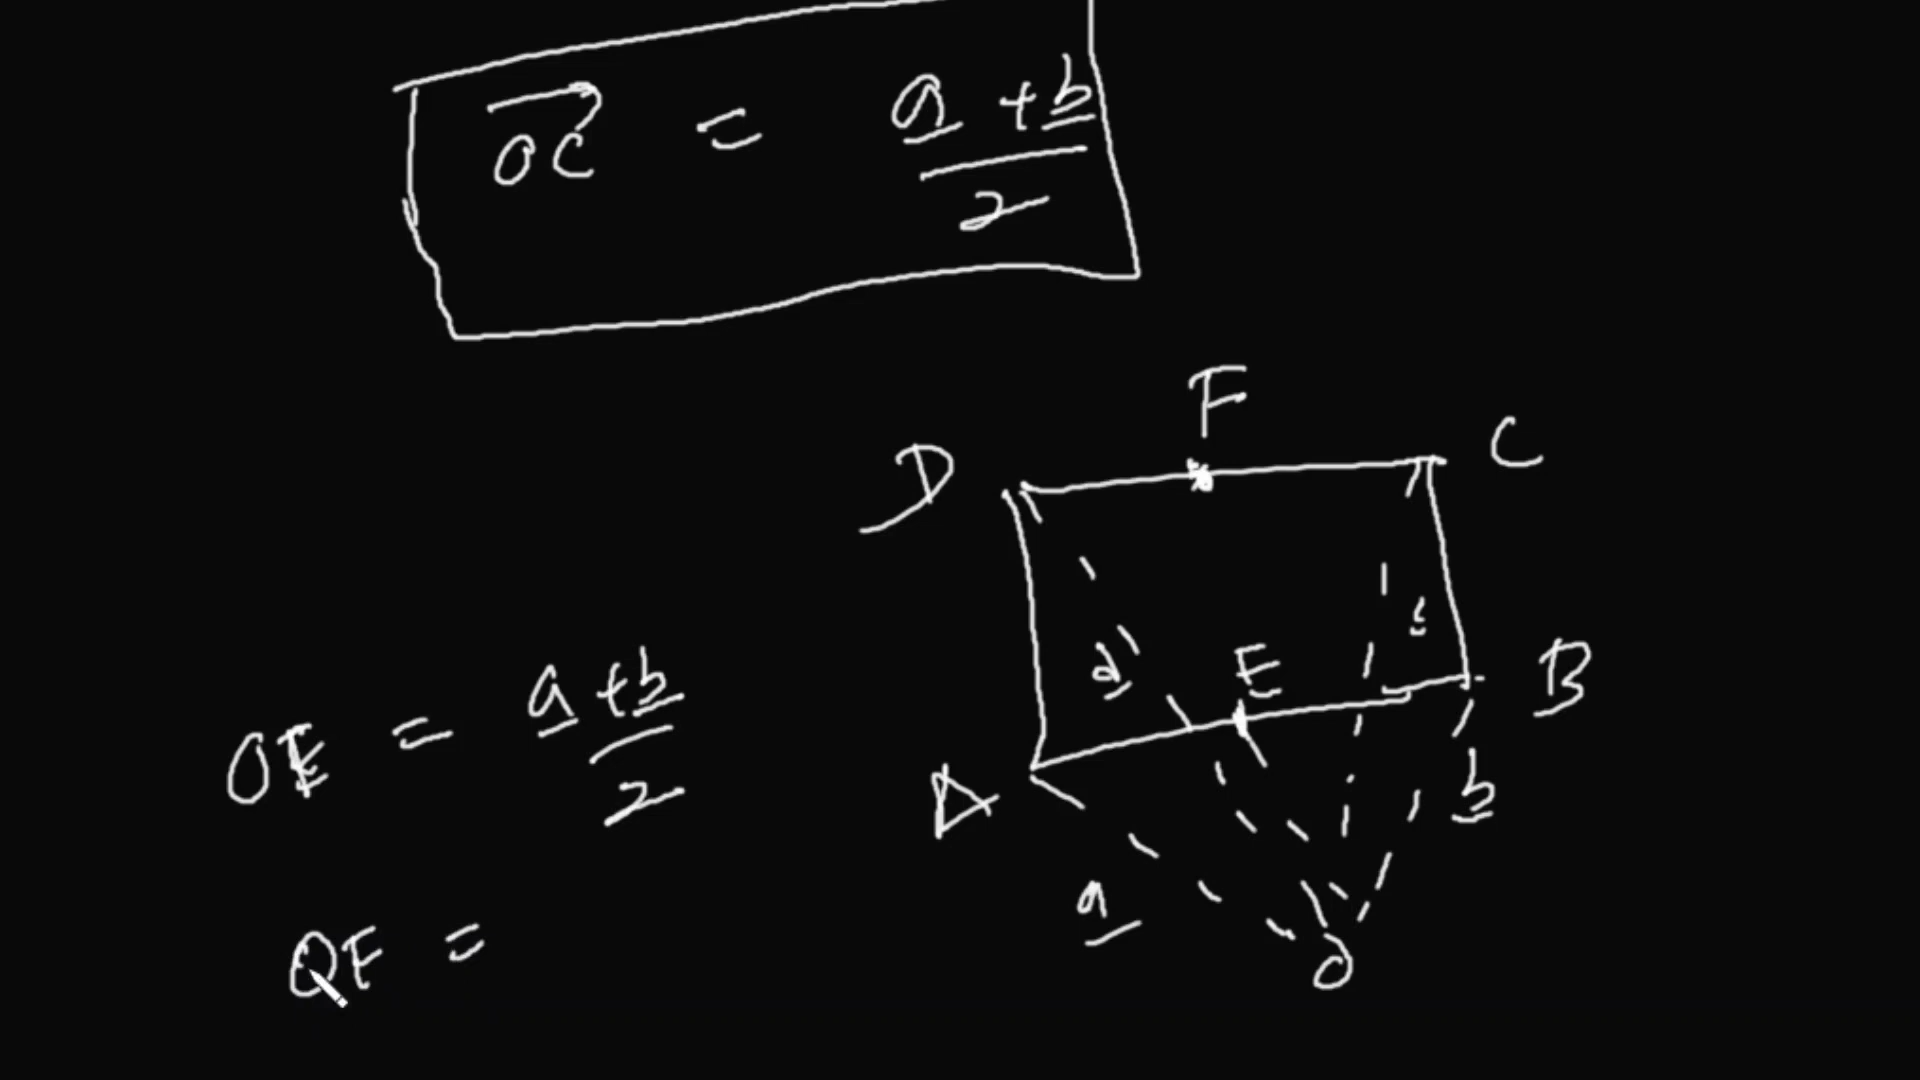 OC = a + b / 2
F
D C
d c
E
B
OE = a + b / 2
A
b
a
OF =
O